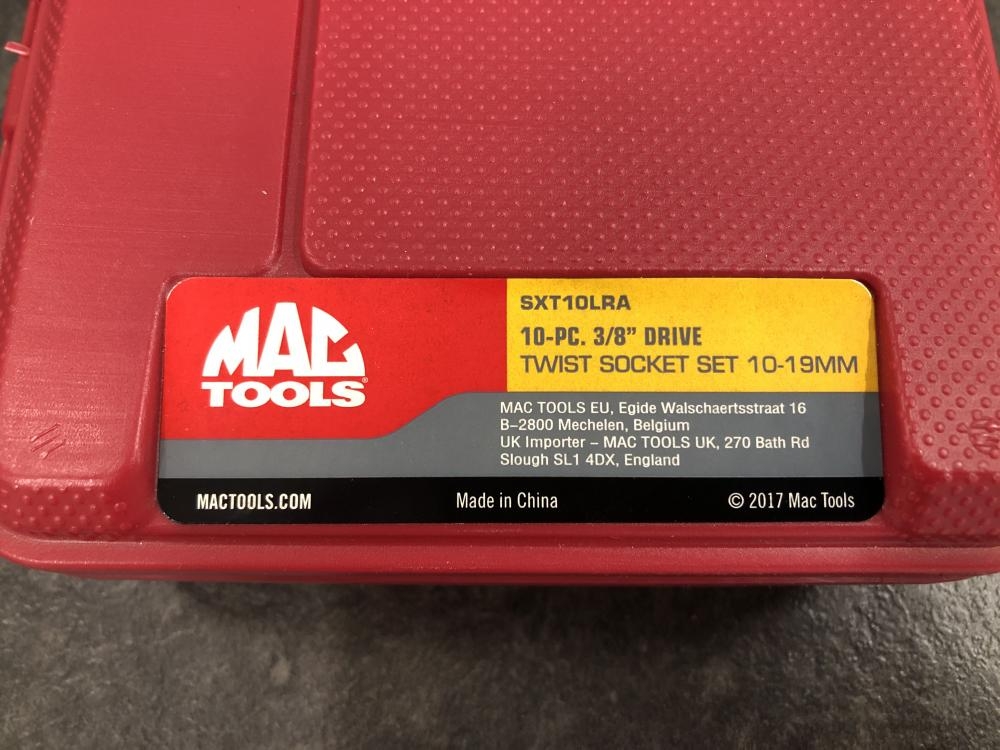 MAC
TOOLS®
SXT10LRA
10-PC. 3/8” DRIVE
TWIST SOCKET SET 10-19MM
MAC TOOLS EU, Egide Walschaertsstraat 16
B–2800 Mechelen, Belgium
UK Importer – MAC TOOLS UK, 270 Bath Rd
Slough SL1 4DX, England
MACTOOLS.COM
Made in China
© 2017 Mac Tools